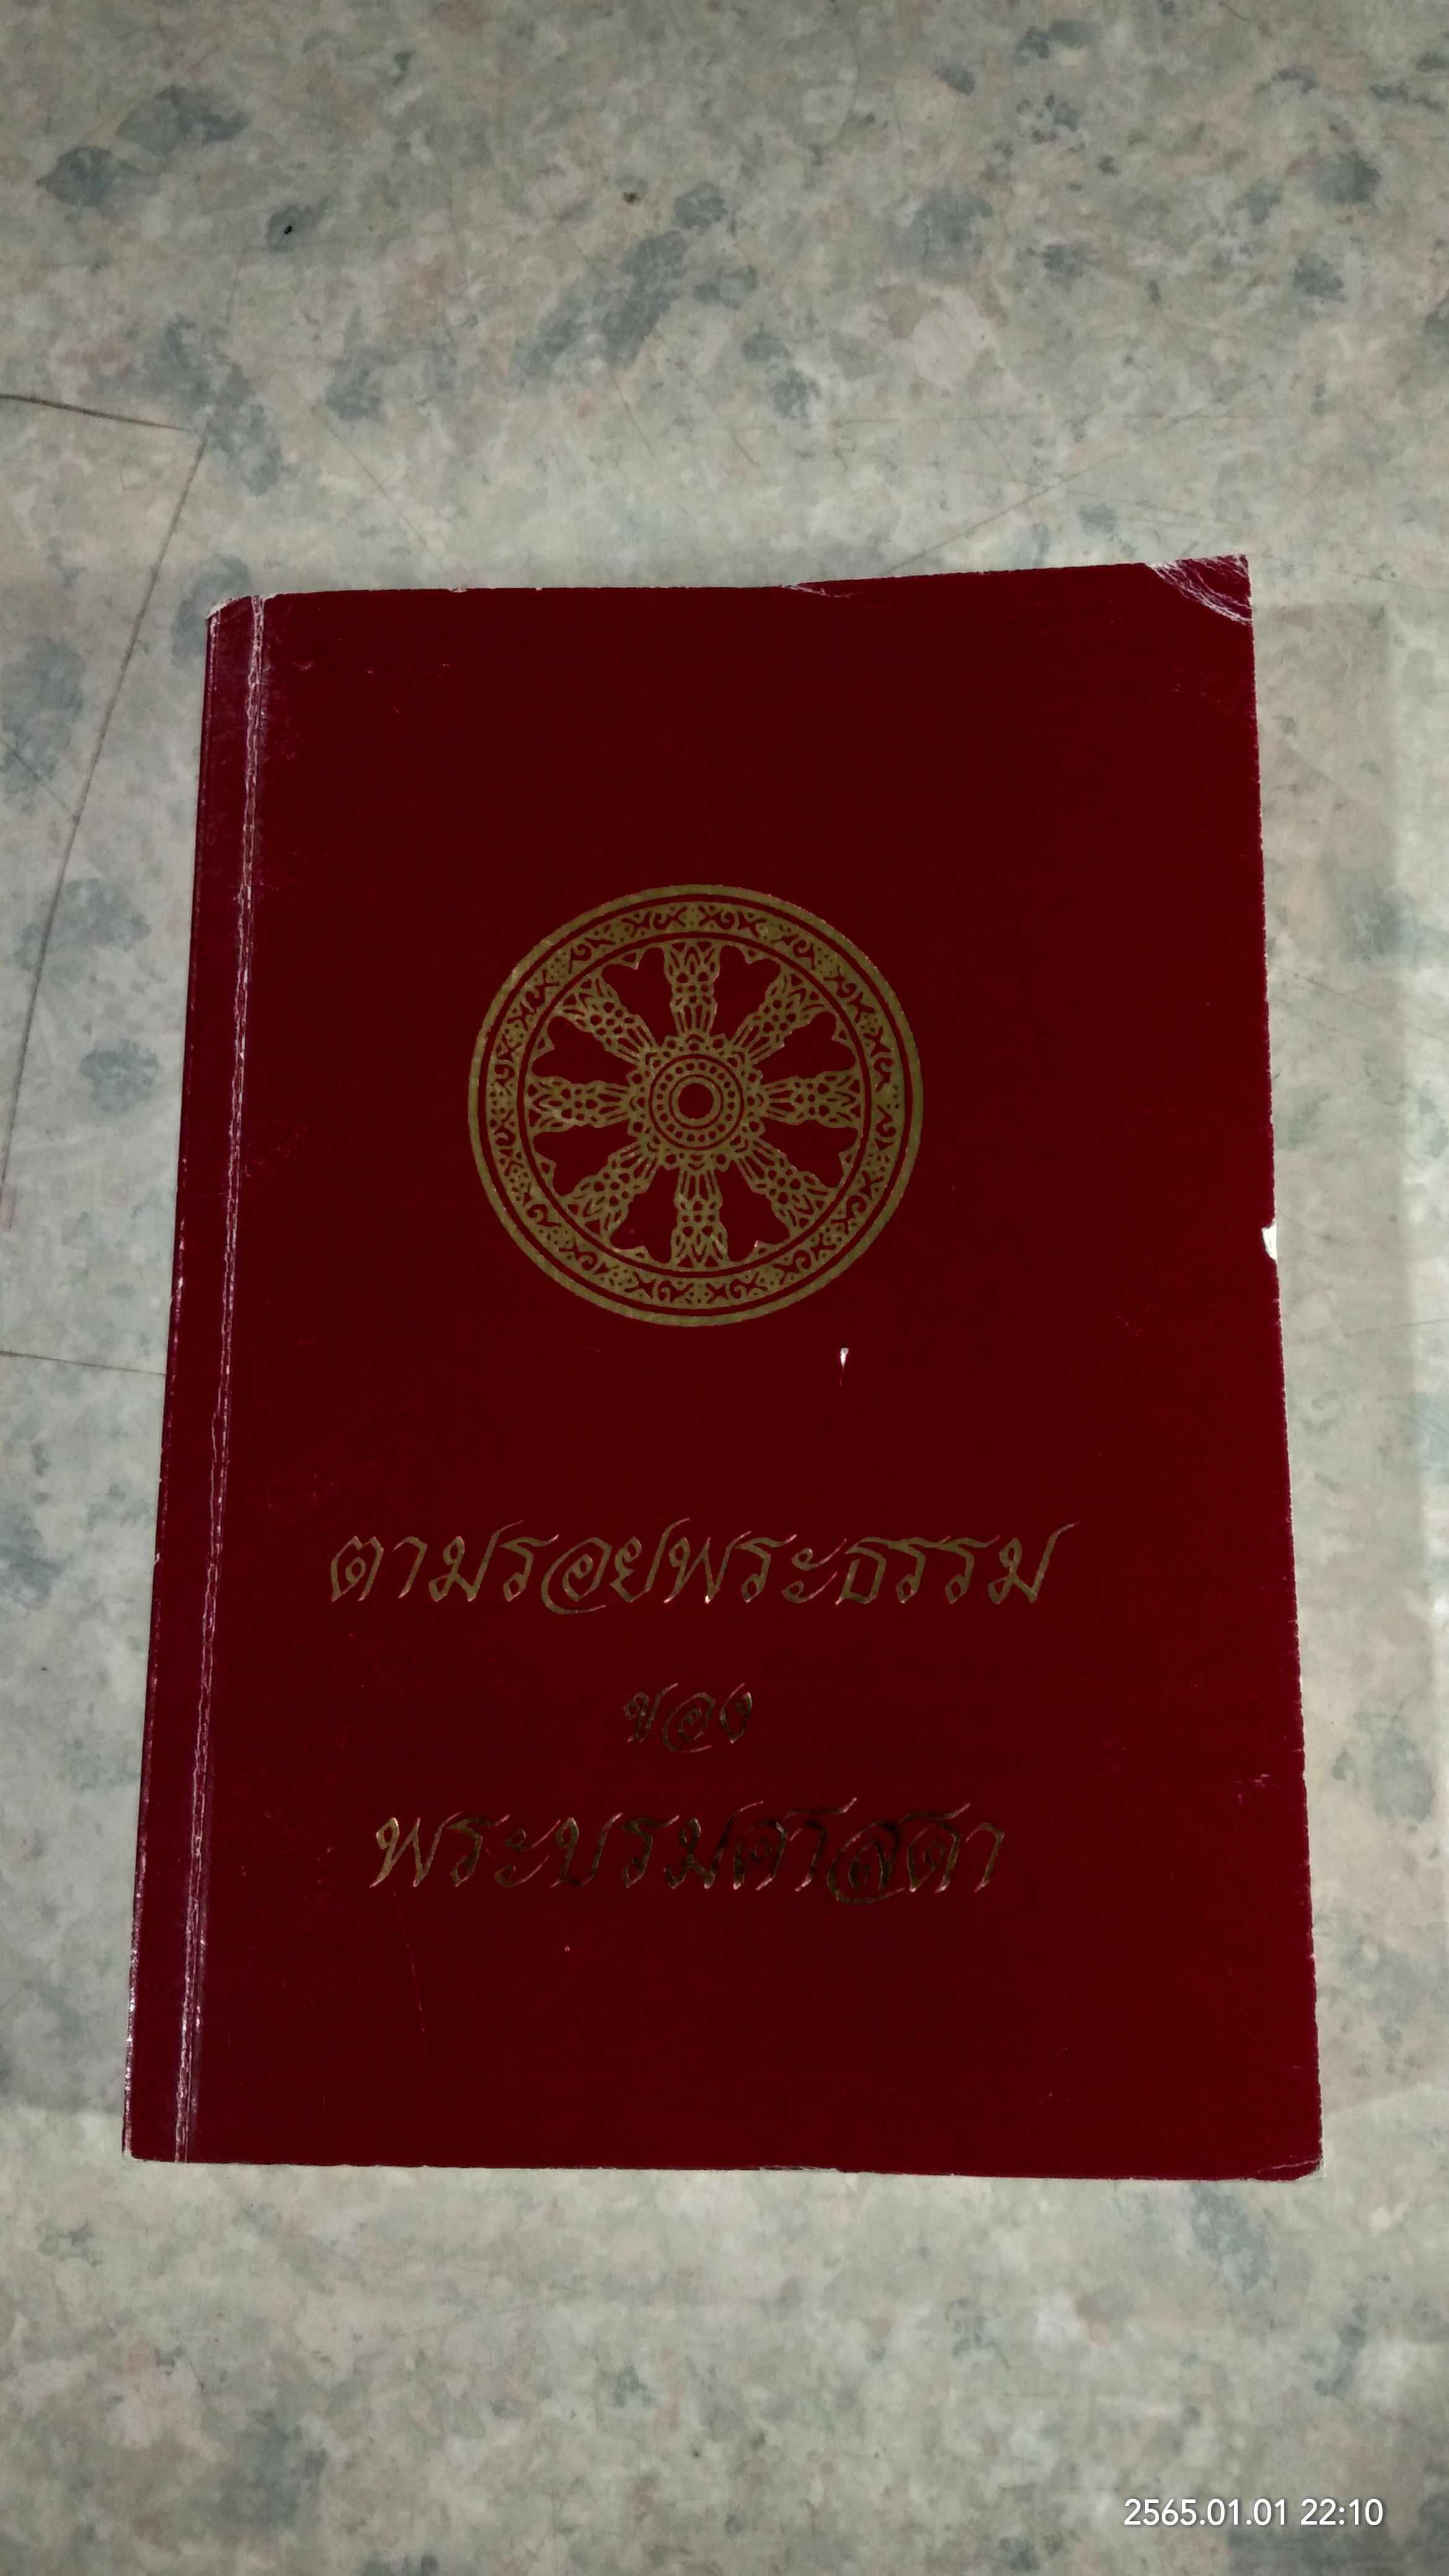 ตามรอยพระธรรม
ของ
พระบรมศาสดา
2565.01.01 22:10